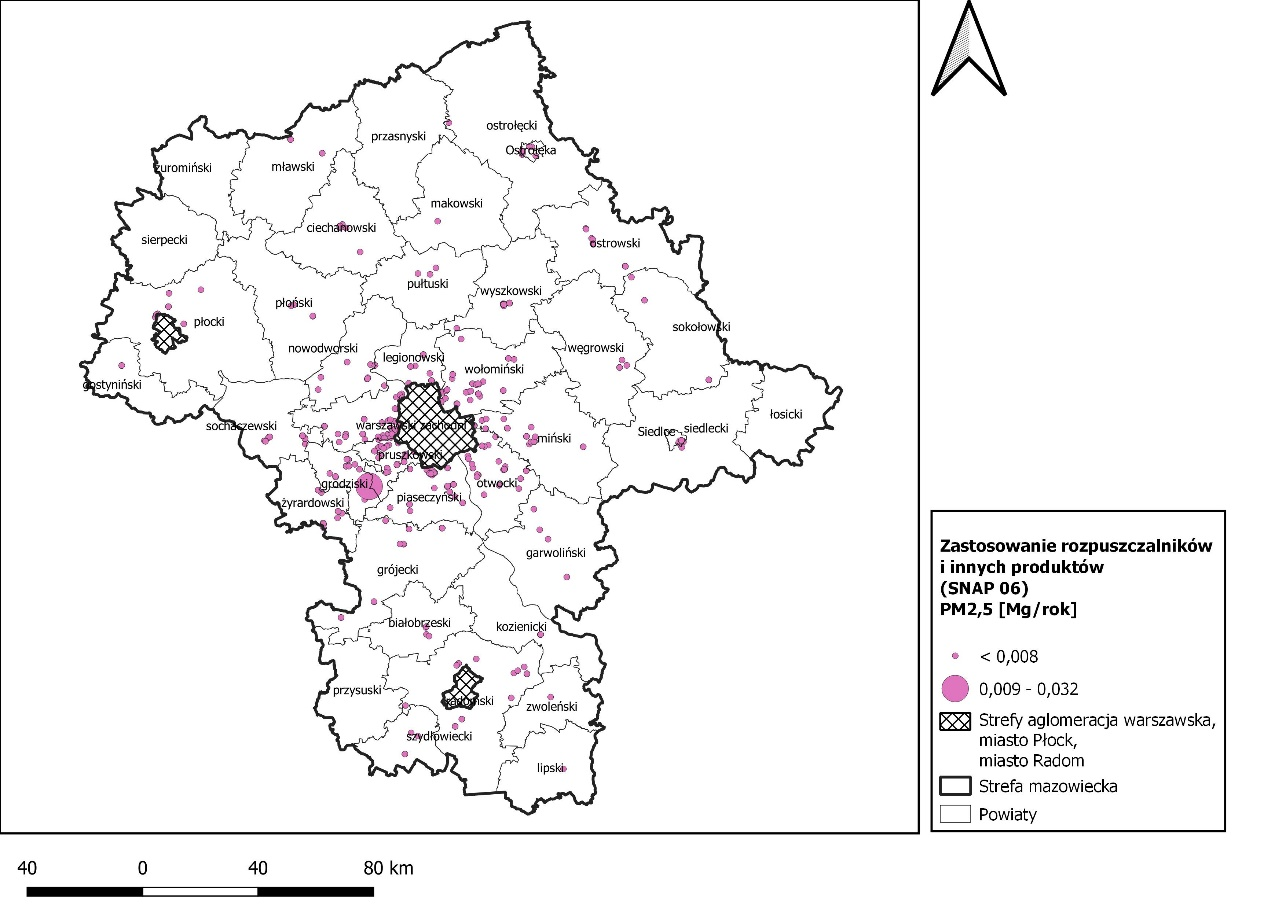 ostrołęcki
przasnyski
Ostrołęka
żuromiński
mławski
makowski
ciechanowski
sierpecki
ostrowski
pułtuski
wyszkowski
płoński
płocki
sokołowski
nowodworski
węgrowski
legionowski
wołomiński
gostyniński
łosicki
sochaczewski
warszawski zachodni
Siedlce
siedlecki
miński
pruszkowski
grodziski
otwocki
piaseczyński
żyrardowski
garwoliński
grójecki
białobrzeski
kozienicki
przysuski
radomski
zwoleński
szydłowiecki
lipski
Zastosowanie rozpuszczalników
i innych produktów
(SNAP 06)
PM2,5 [Mg/rok]
< 0,008
0,009 - 0,032
Strefy aglomeracja warszawska,
miasto Płock,
miasto Radom
Strefa mazowiecka
Powiaty
40 0 40 80 km